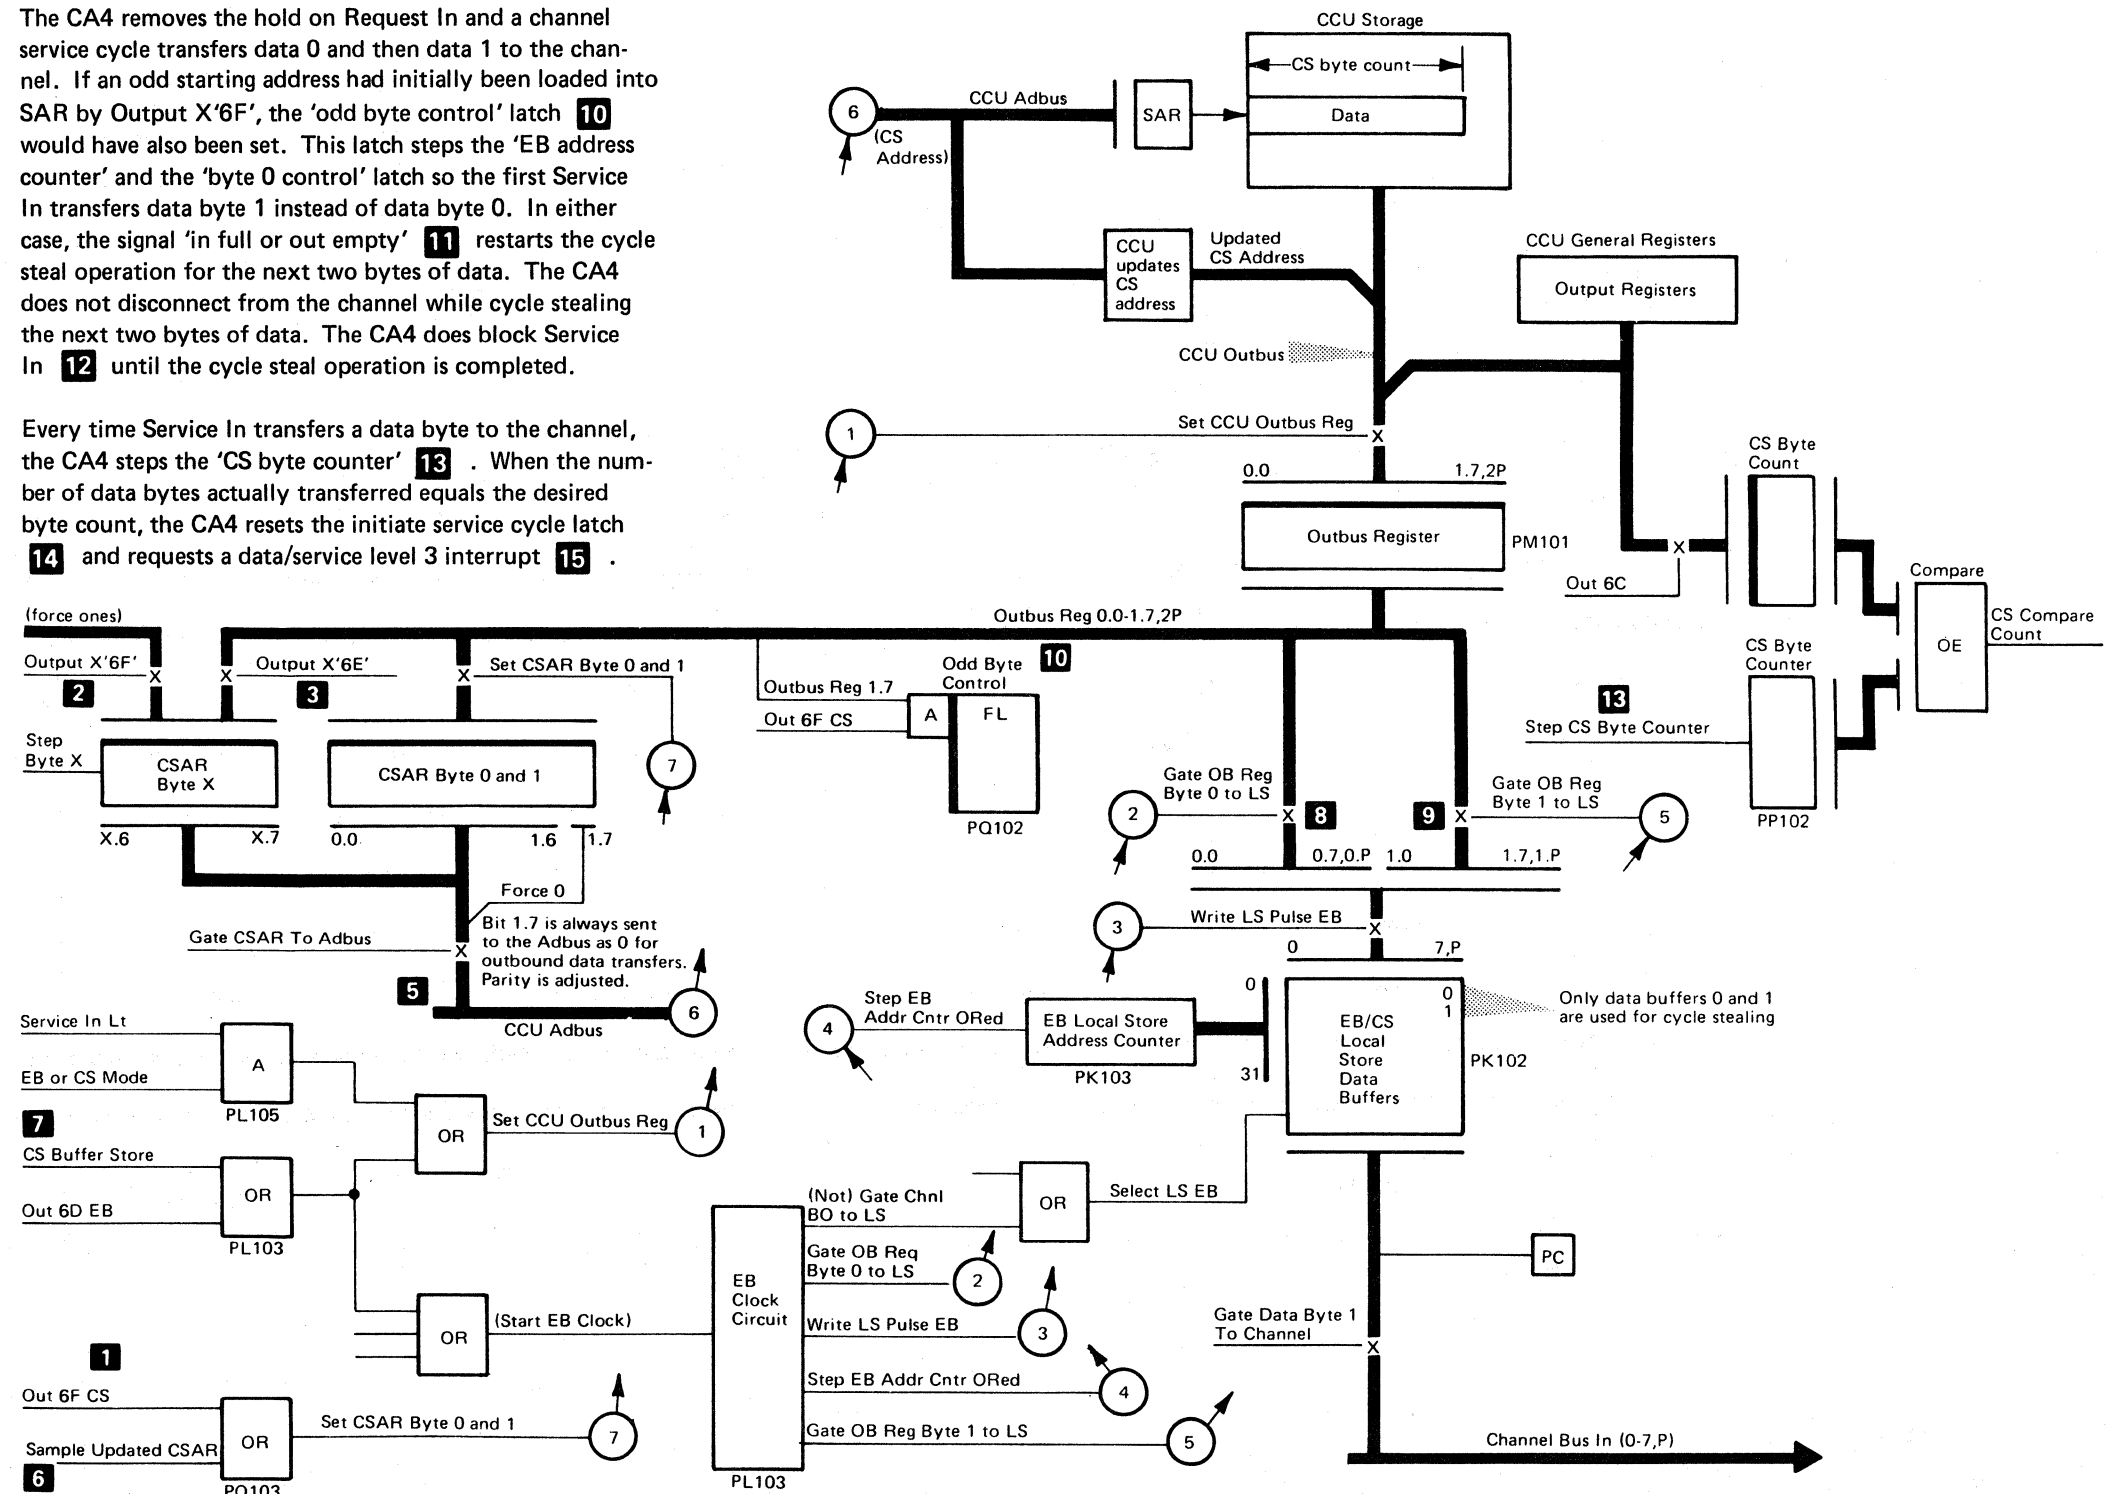 The CA4 removes the hold on Request In and a channel
service cycle transfers data 0 and then data 1 to the chan-
nel. If an odd starting address had initially been loaded into
SAR by Output X'6F', the 'odd byte control' latch 10
would have also been set. This latch steps the 'EB address
counter' and the 'byte 0 control' latch so the first Service
In transfers data byte 1 instead of data byte 0. In either
case, the signal 'in full or out empty' 11 restarts the cycle
steal operation for the next two bytes of data. The CA4
does not disconnect from the channel while cycle stealing
the next two bytes of data. The CA4 does block Service
In 12 until the cycle steal operation is completed.
Every time Service In transfers a data byte to the channel,
the CA4 steps the 'CS byte counter' 13 . When the num-
ber of data bytes actually transferred equals the desired
byte count, the CA4 resets the initiate service cycle latch
14 and requests a data/service level 3 interrupt 15 .
CCU Storage
CS byte count
Data
6
(CS
Address)
CCU Adbus
SAR
CCU
updates
CS
address
Updated
CS Address
CCU General Registers
Output Registers
CCU Outbus
1
Set CCU Outbus Reg
X
0.0
1.7,2P
Outbus Register
PM101
CS Byte
Count
X
Out 6C
Compare
OE
CS Compare
Count
CS Byte
Counter
13
Step CS Byte Counter
PP102
(force ones)
Outbus Reg 0.0-1.7,2P
10
Output X'6F'
X
2
X
Output X'6E'
3
X
Set CSAR Byte 0 and 1
7
Step
Byte X
CSAR
Byte X
CSAR Byte 0 and 1
X.6
X.7
0.0
1.6
1.7
Outbus Reg 1.7
Out 6F CS
A
Odd Byte
Control
FL
PQ102
Gate OB Reg
Byte 0 to LS
2
X
8
9
X
Gate OB Reg
Byte 1 to LS
5
0.0
0.7,0.P
1.0
1.7,1.P
Force 0
Bit 1.7 is always sent
to the Adbus as 0 for
outbound data transfers.
Parity is adjusted.
Gate CSAR To Adbus
X
5
CCU Adbus
6
3
Write LS Pulse EB
X
0
7,P
4
Step EB
Addr Cntr ORed
EB Local Store
Address Counter
PK103
0
31
EB/CS
Local
Store
Data
Buffers
0
1
PK102
Only data buffers 0 and 1
are used for cycle stealing
Service In Lt
EB or CS Mode
A
PL105
7
CS Buffer Store
Out 6D EB
OR
PL103
OR
Set CCU Outbus Reg
1
OR
(Start EB Clock)
EB
Clock
Circuit
PL103
(Not) Gate Chnl
BO to LS
OR
Select LS EB
Gate OB Reg
Byte 0 to LS
2
Write LS Pulse EB
3
Step EB Addr Cntr ORed
4
Gate OB Reg Byte 1 to LS
5
1
Out 6F CS
Sample Updated CSAR
6
OR
PQ103
Set CSAR Byte 0 and 1
7
PC
Gate Data Byte 1
To Channel
X
Channel Bus In (0-7,P)